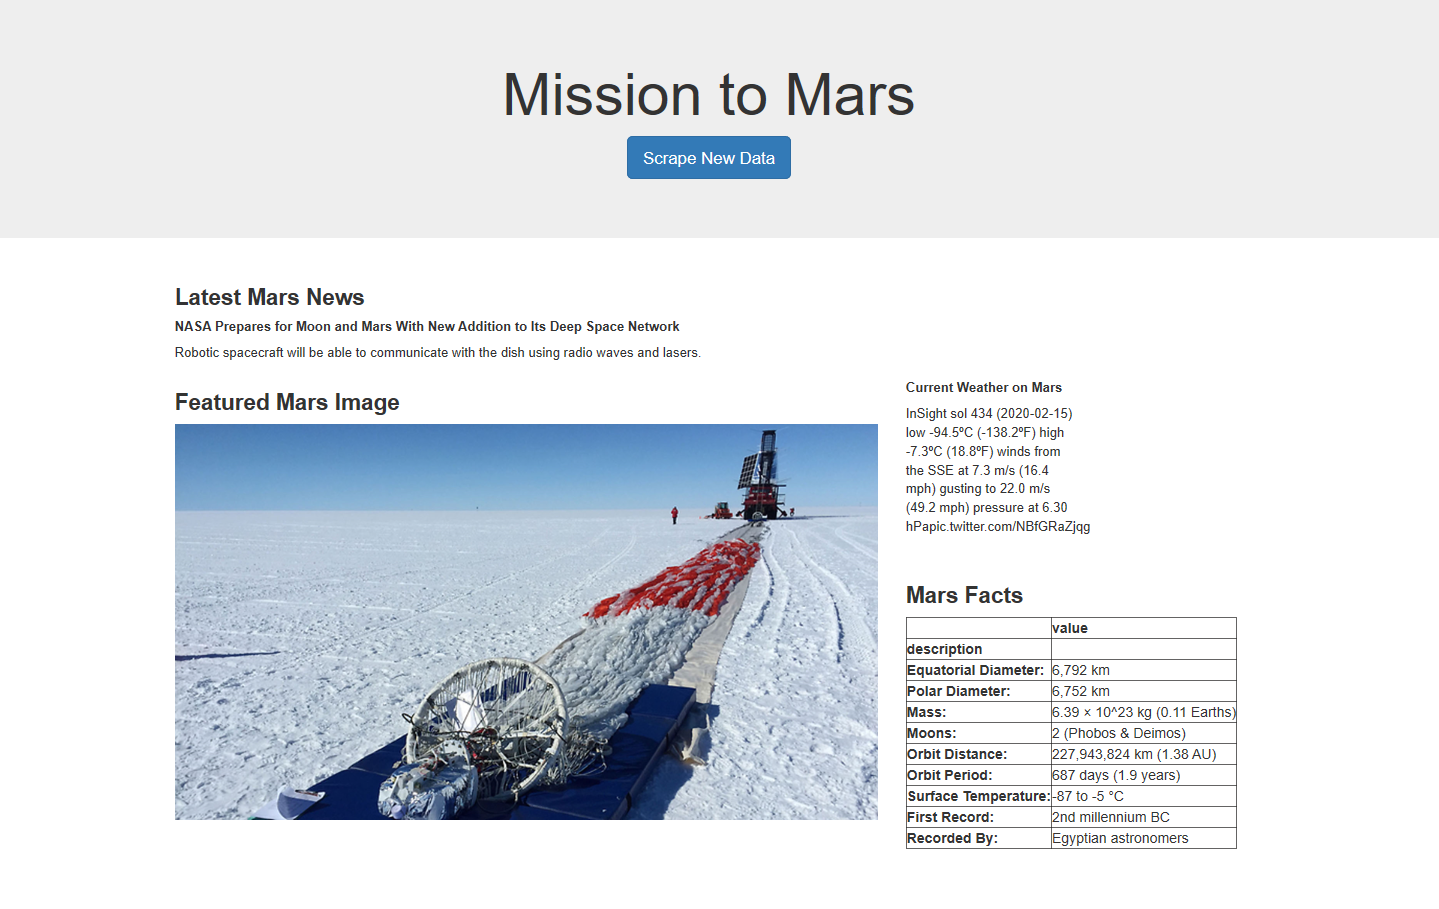 Mission to Mars
Scrape New Data
Latest Mars News
NASA Prepares for Moon and Mars With New Addition to Its Deep Space Network
Robotic spacecraft will be able to communicate with the dish using radio waves and lasers.
Featured Mars Image
Current Weather on Mars
InSight sol 434 (2020-02-15)
low -94.5ºC (-138.2ºF) high
-7.3ºC (18.8ºF) winds from
the SSE at 7.3 m/s (16.4
mph) gusting to 22.0 m/s
(49.2 mph) pressure at 6.30
hPapic.twitter.com/NBfGRaZjqg
Mars Facts
value
description
Equatorial Diameter: 6,792 km
Polar Diameter: 6,752 km
Mass: 6.39 × 10^23 kg (0.11 Earths)
Moons: 2 (Phobos & Deimos)
Orbit Distance: 227,943,824 km (1.38 AU)
Orbit Period: 687 days (1.9 years)
Surface Temperature: -87 to -5 °C
First Record: 2nd millennium BC
Recorded By: Egyptian astronomers